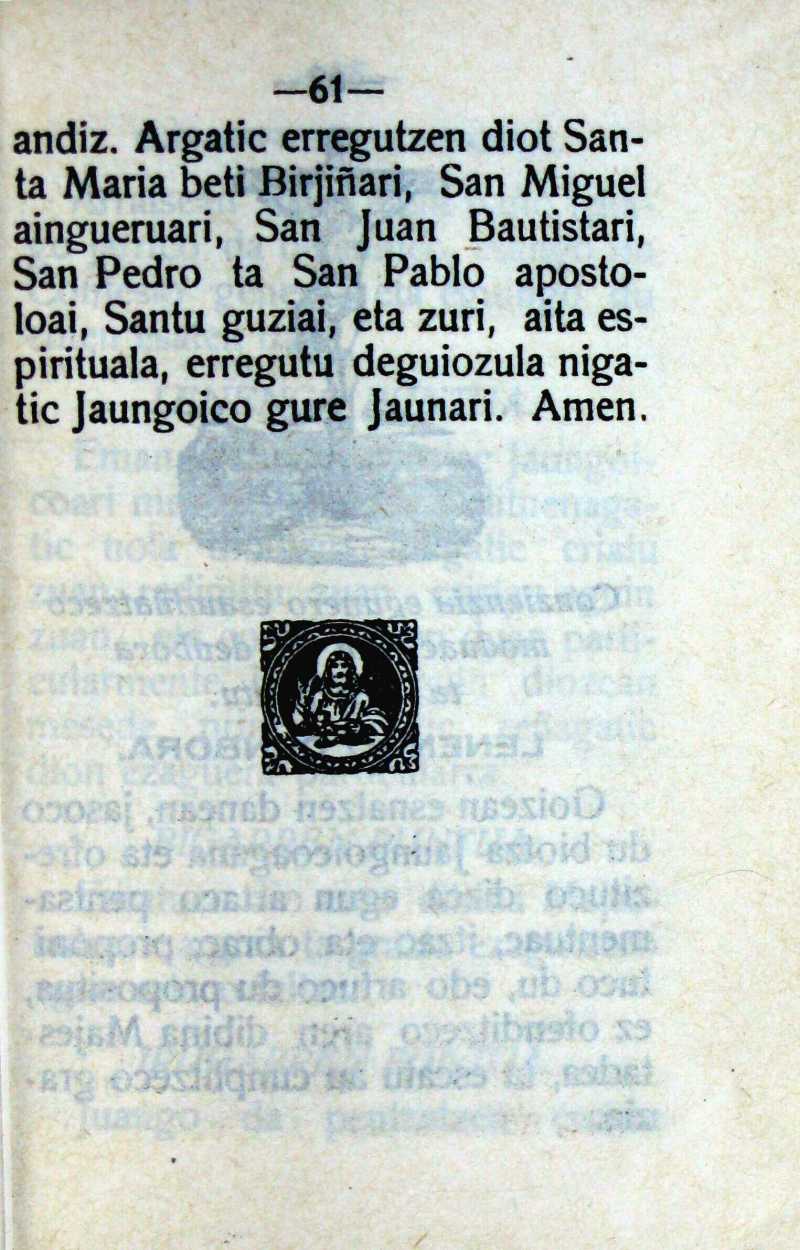 —61—
andiz. Argatic erregutzen diot San-
ta Maria beti Birjiñari, San Miguel
aingueruari, San Juan Bautistari,
San Pedro ta San Pablo aposto-
loai, Santu guziai, eta zuri, aita es-
pirituala, erregutu deguiozula niga-
tic Jaungoico gure Jaunari. Amen.